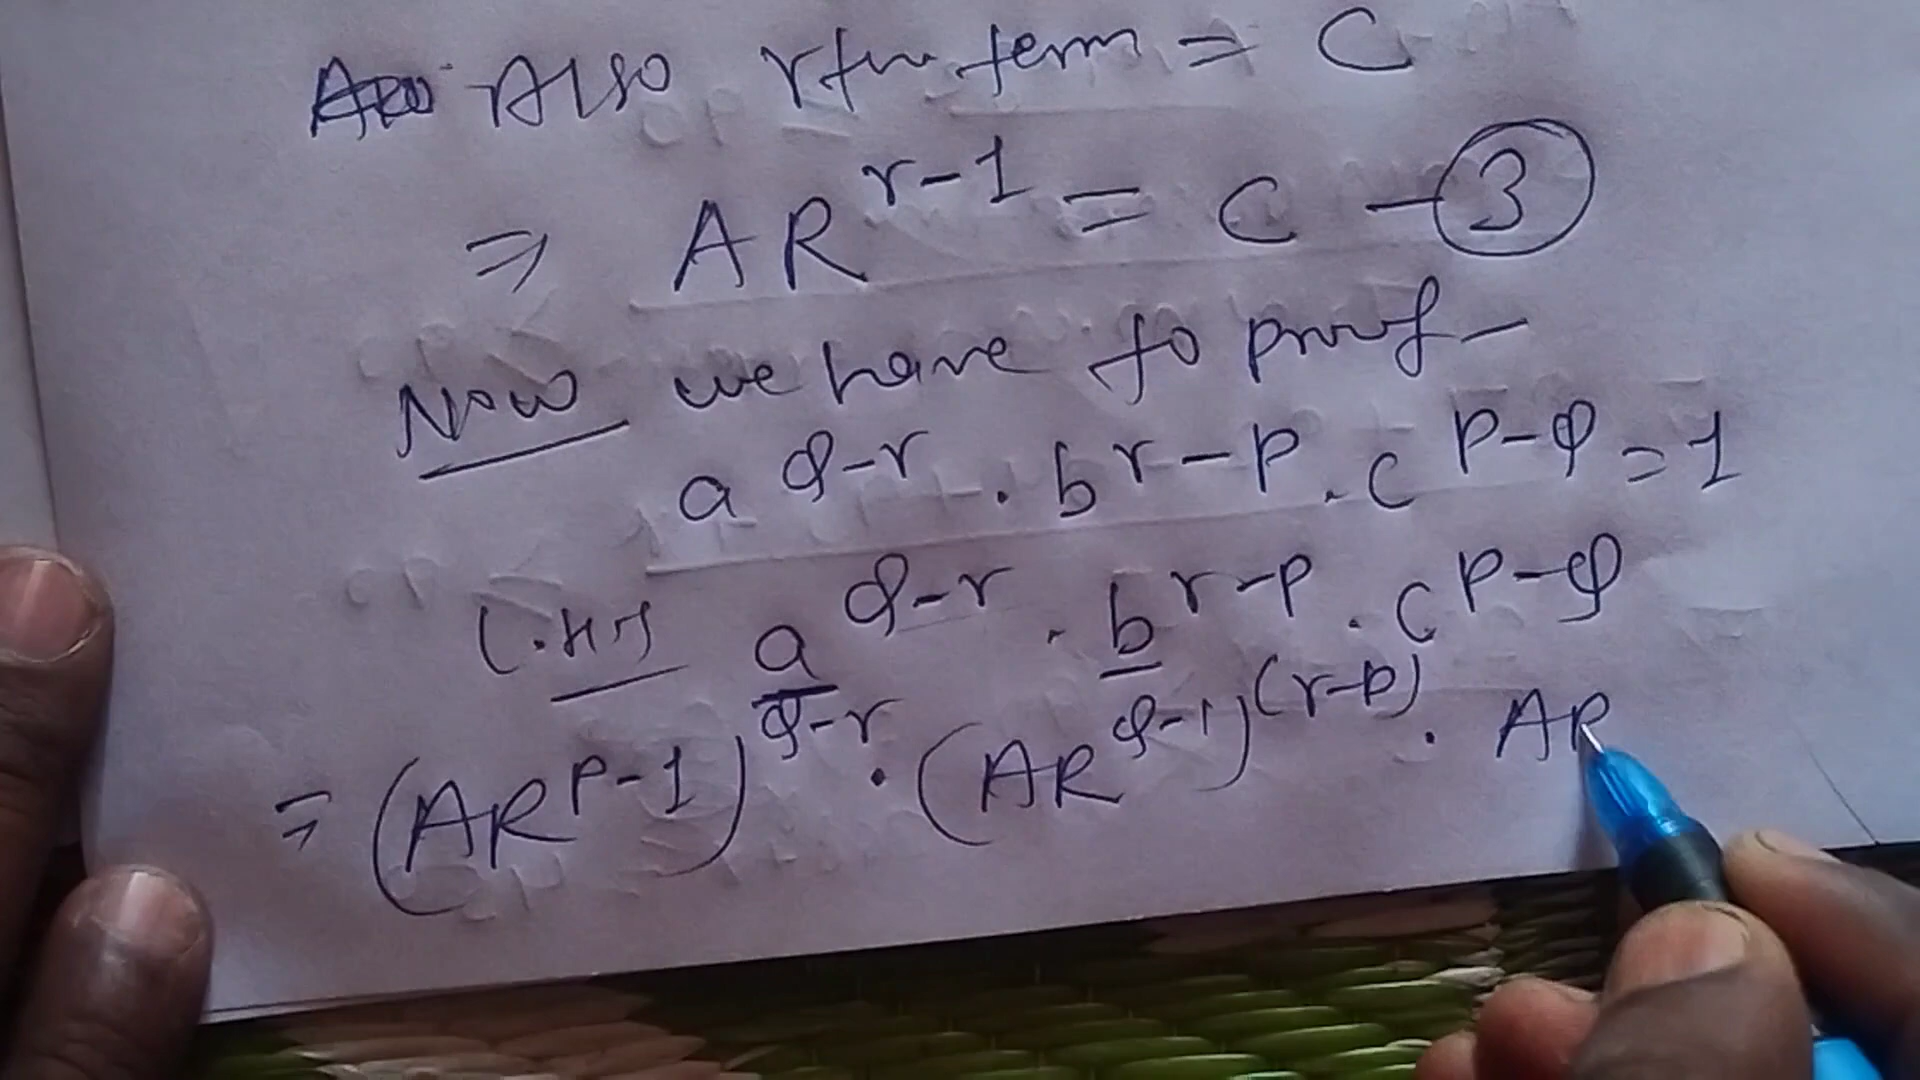 Also rth term = C
⇒ AR^(r-1) = C - (3)
Now we have to proof -
a^(q-r) . b^(r-p) . c^(p-q) = 1
L.H.S a^(q-r) . b^(r-p) . c^(p-q)
= (AR^(p-1))^(q-r) . (AR^(q-1))^(r-p) . AR